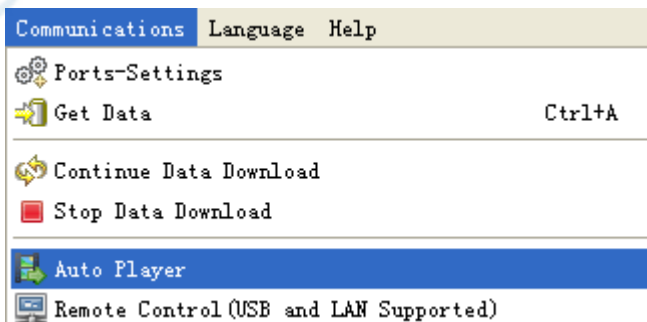 Communications Language Help
Ports-Settings
Get Data Ctrl+A
Continue Data Download
Stop Data Download
Auto Player
Remote Control(USB and LAN Supported)